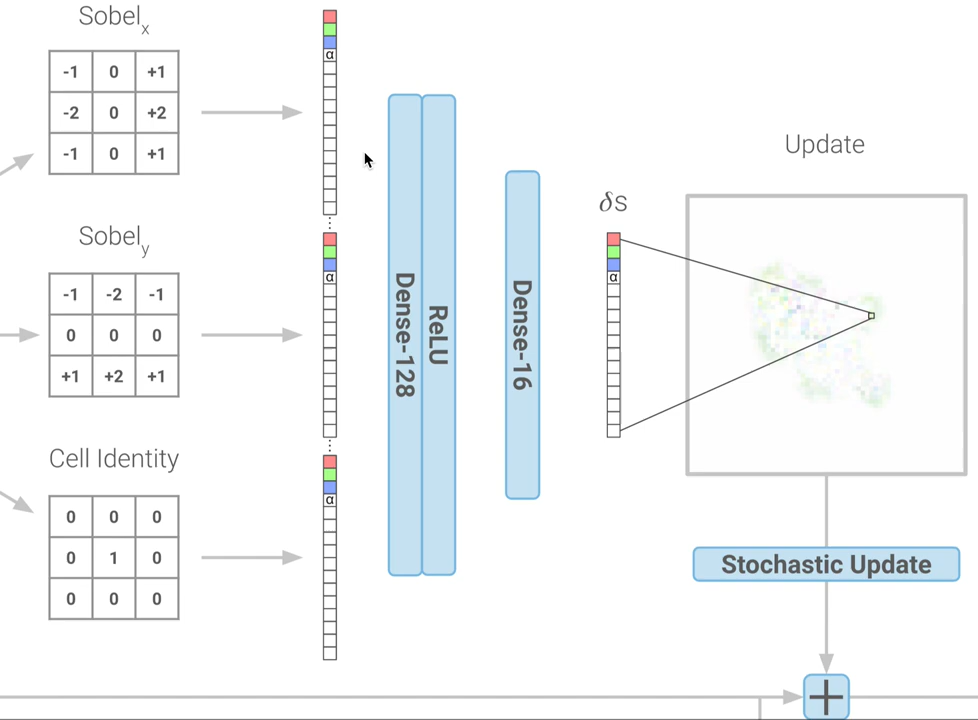 Sobelx
-1 0 +1
-2 0 +2
-1 0 +1
α
Sobely
-1 -2 -1
0 0 0
+1 +2 +1
α
Cell Identity
0 0 0
0 1 0
0 0 0
α
Dense-128
ReLU
Dense-16
δs
α
Update
Stochastic Update
+